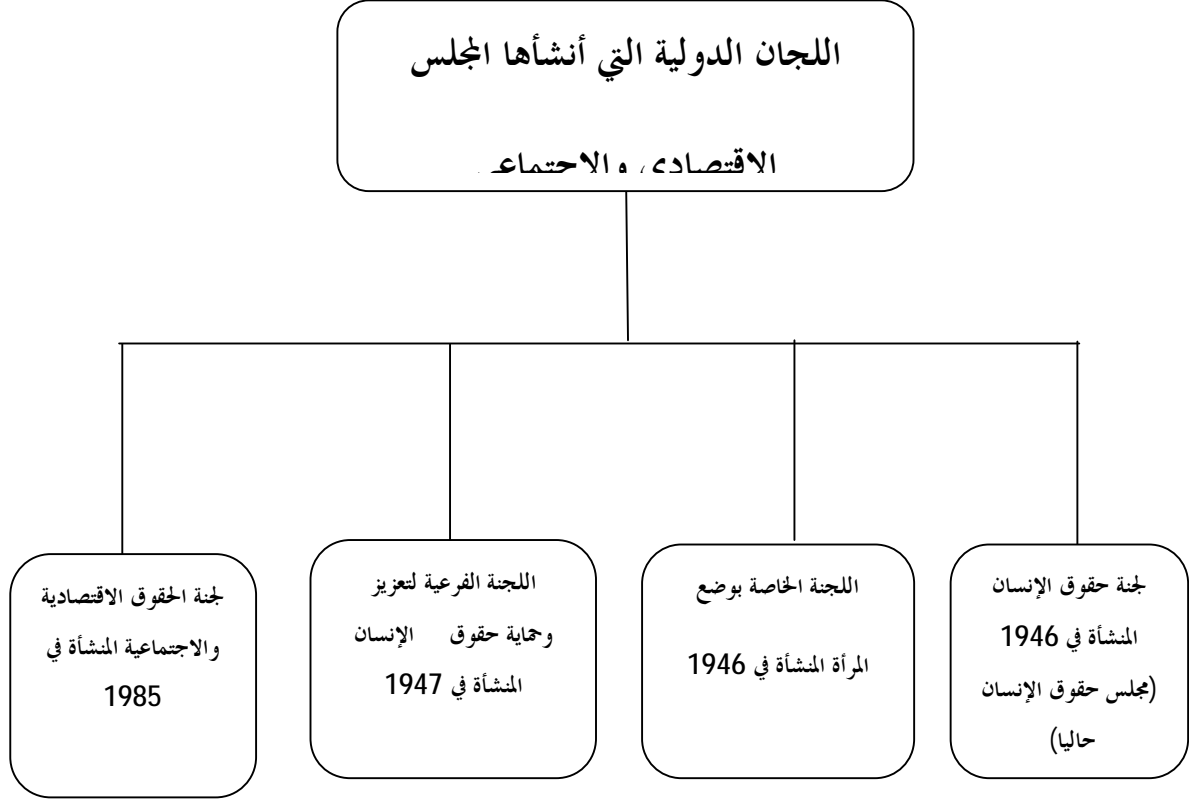 اللجان الدولية التي أنشأها المجلس
الاقتصادي والاجتماعي
لجنة حقوق الإنسان
المنشأة في 1946
(مجلس حقوق الإنسان
حاليا)
اللجنة الخاصة بوضع
المرأة المنشأة في 1946
اللجنة الفرعية لتعزيز
وحماية حقوق الإنسان
المنشأة في 1947
لجنة الحقوق الاقتصادية
والاجتماعية المنشأة في
1985